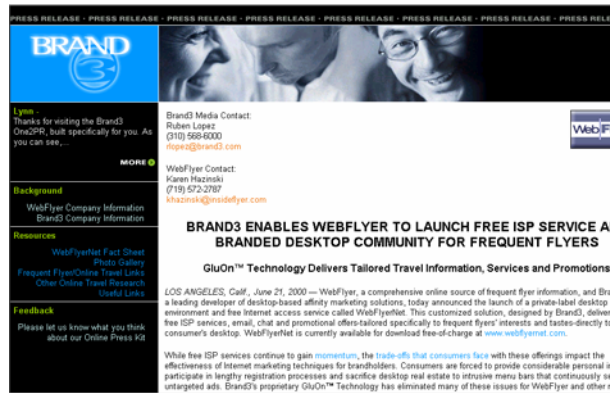 PRESS RELEASE · PRESS RELEASE · PRESS RELEASE · PRESS RELEASE · PRESS RELEASE · PRESS RELEASE · PRESS RELEASE · PRESS REL
BRAND
3
Lynn -
Thanks for visiting the Brand3
One2PR, built specifically for you. As
you can see,...
MORE
Background
WebFlyer Company Information
Brand3 Company Information
Resources
WebFlyerNet Fact Sheet
Photo Gallery
Frequent Flyer/Online Travel Links
Other Online Travel Research
Useful Links
Feedback
Please let us know what you think
about our Online Press Kit
Brand3 Media Contact:
Ruben Lopez
(310) 568-6000
rlopez@brand3.com
WebFlyer Contact:
Karen Hazinski
(719) 572-2787
khazinski@insideflyer.com
Web F
BRAND3 ENABLES WEBFLYER TO LAUNCH FREE ISP SERVICE A
BRANDED DESKTOP COMMUNITY FOR FREQUENT FLYERS
GluOn™ Technology Delivers Tailored Travel Information, Services and Promotions
LOS ANGELES, Calif., June 21, 2000 — WebFlyer, a comprehensive online source of frequent flyer information, and Bra
a leading developer of desktop-based affinity marketing solutions, today announced the launch of a private-label desktop
environment and free Internet access service called WebFlyerNet. This customized solution, designed by Brand3, deliver
free ISP services, email, chat and promotional offers-tailored specifically to frequent flyers' interests and tastes-directly to
consumer's desktop. WebFlyerNet is currently available for download free-of-charge at www.webflyernet.com.
While free ISP services continue to gain momentum, the trade-offs that consumers face with these offerings impact the
effectiveness of Internet marketing techniques for brandholders. Consumers are forced to provide considerable personal i
participate in lengthy registration processes and sacrifice desktop real estate to intrusive menu bars that continuously se
untargeted ads. Brand3's proprietary GluOn™ Technology has eliminated many of these issues for WebFlyer and other